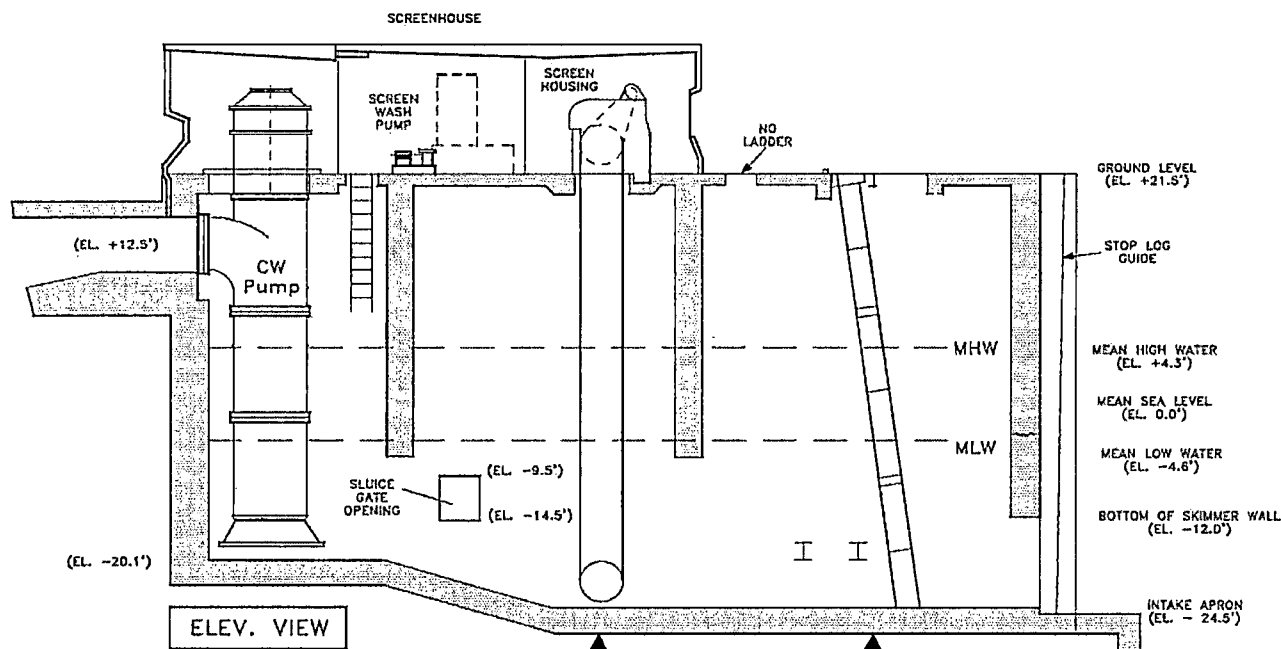 SCREENHOUSE
SCREEN
HOUSING
SCREEN
WASH
PUMP
NO
LADDER
GROUND LEVEL
(EL. +21.5')
(EL. +12.5')
STOP LOG
GUIDE
CW
Pump
MHW
MEAN HIGH WATER
(EL. +4.3')
MEAN SEA LEVEL
(EL. 0.0')
MLW
MEAN LOW WATER
(EL. -4.6')
(EL. -9.5')
SLUICE
GATE
OPENING
(EL. -14.5')
BOTTOM OF SKIMMER WALL
(EL. -12.0')
(EL. -20.1')
INTAKE APRON
(EL. - 24.5')
ELEV. VIEW